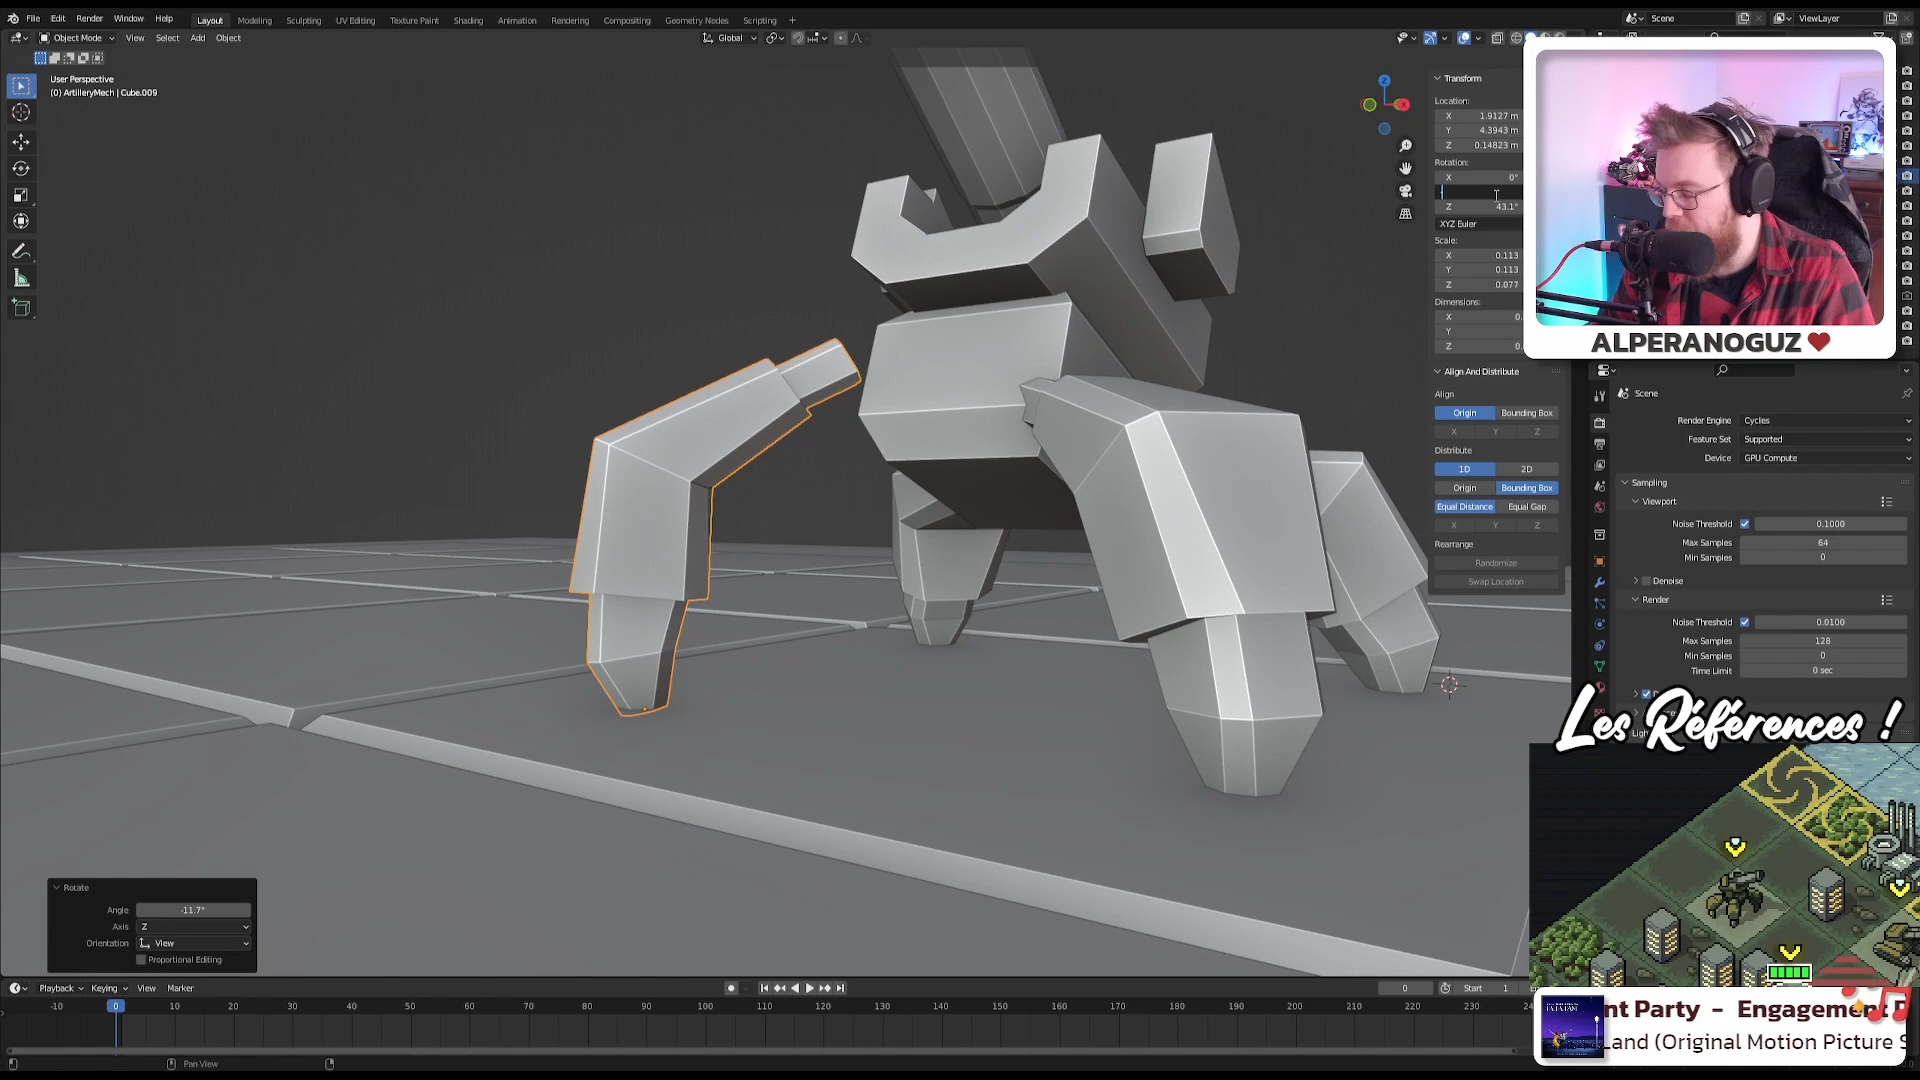 File Edit Render Window Help Layout Modeling Sculpting UV Editing Texture Paint Shading Animation Rendering Compositing Geometry Nodes Scripting + Scene ViewLayer
Object Mode View Select Add Object Global
User Perspective
(0) ArtilleryMech | Cube.009
Z
X
Transform
Location:
X 1.9127 m
Y 4.3943 m
Z 0.14823 m
Rotation:
X 0°
Z 43.1°
XYZ Euler
Scale:
X 0.113
Y 0.113
Z 0.077
Dimensions:
X 0.
Y
Z 0.
Align And Distribute
Align
Origin Bounding Box
X Y Z
Distribute
1D 2D
Origin Bounding Box
Equal Distance Equal Gap
X Y Z
Rearrange
Randomize
Swap Location
ALPERANOGUZ
Scene
Render Engine Cycles
Feature Set Supported
Device GPU Compute
Sampling
Viewport
Noise Threshold 0.1000
Max Samples 64
Min Samples 0
Denoise
Render
Noise Threshold 0.0100
Max Samples 128
Min Samples 0
Time Limit 0 sec
Les Références !
Rotate
Angle -11.7°
Axis Z
Orientation View
Proportional Editing
Playback Keying View Marker 0 Start 1
-10 0 10 20 30 40 50 60 70 80 90 100 110 120 130 140 150 160 170 180 190 200 210 220 230
Pan View
nt Party - Engagement P
Land (Original Motion Picture S